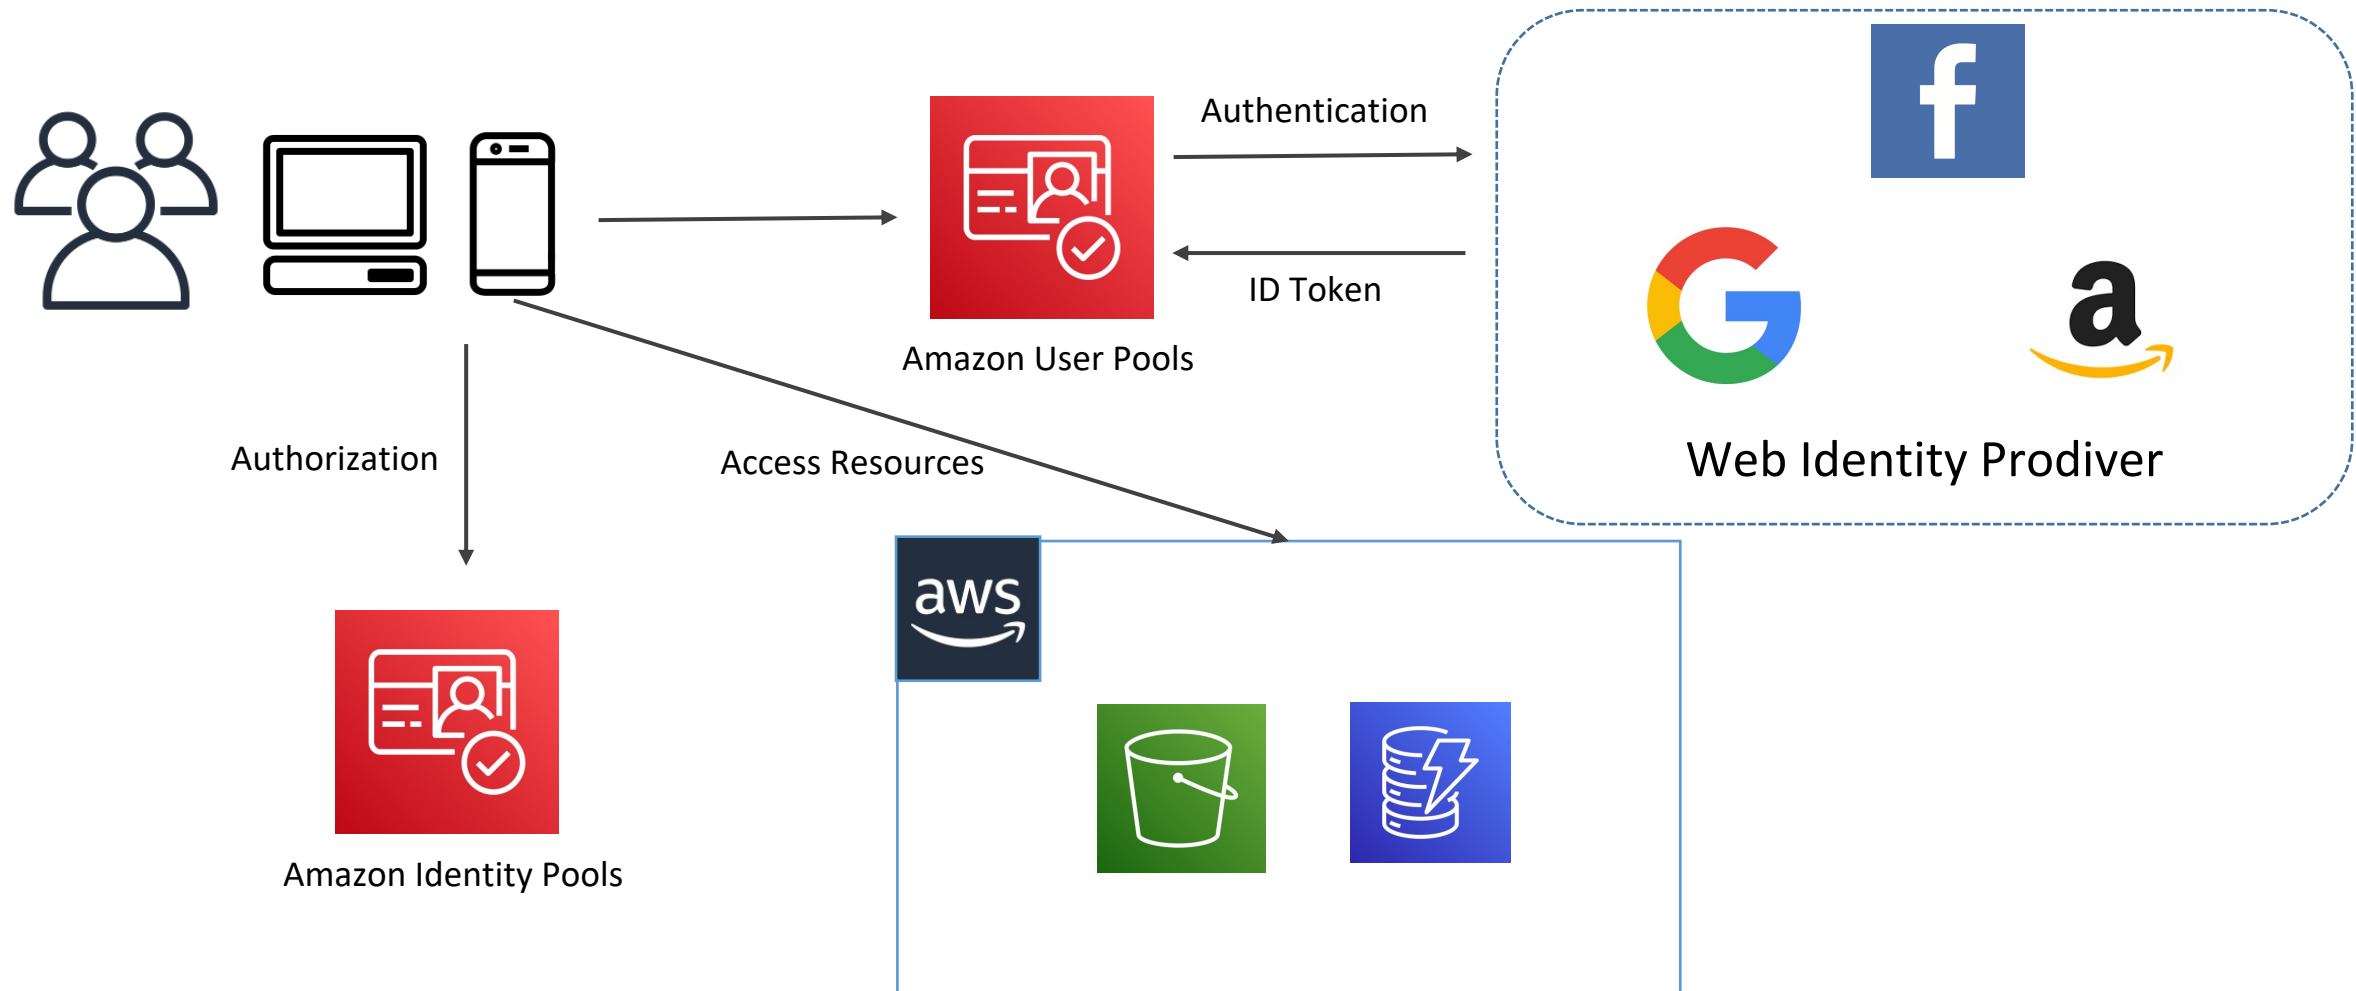 Authentication
ID Token
Amazon User Pools
Web Identity Prodiver
Authorization
Access Resources
aws
Amazon Identity Pools